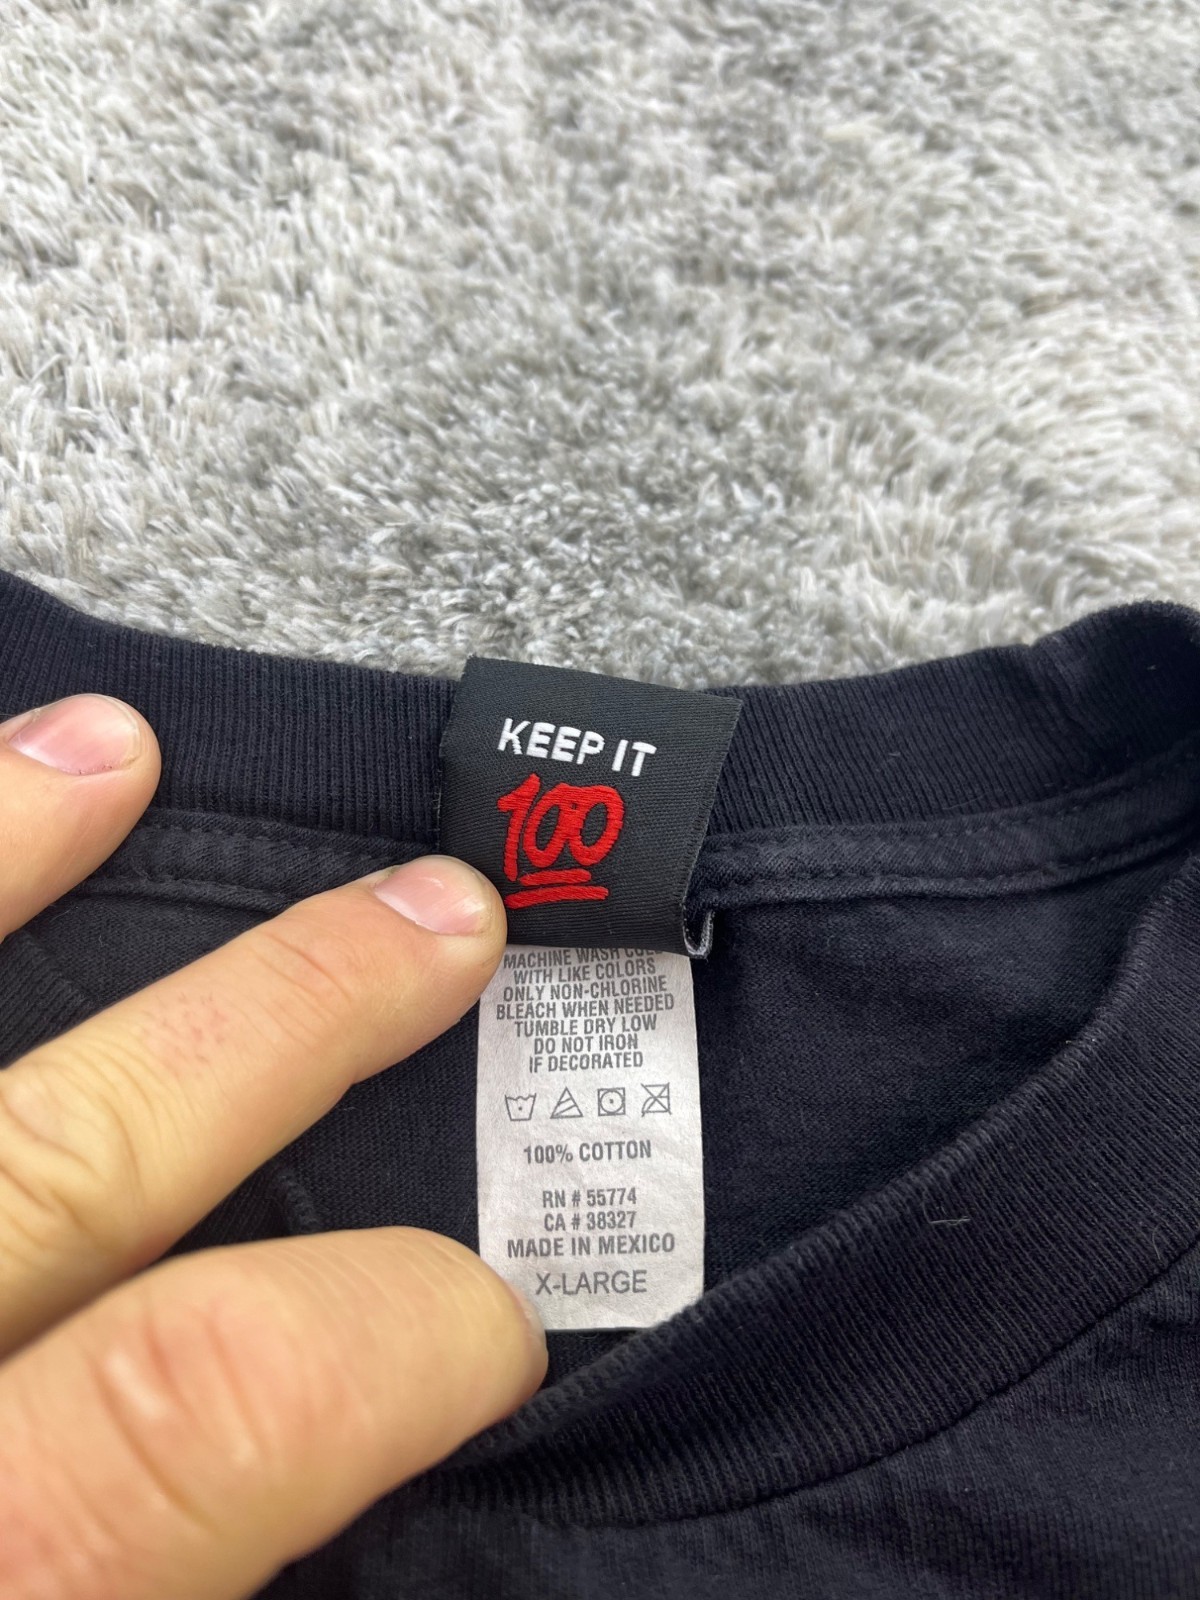 KEEP IT
100
MACHINE WASH
WITH LIKE COLORS
ONLY NON-CHLORINE
BLEACH WHEN NEEDED
TUMBLE DRY LOW
DO NOT IRON
IF DECORATED
100% COTTON
RN # 55774
CA # 38327
MADE IN MEXICO
X-LARGE